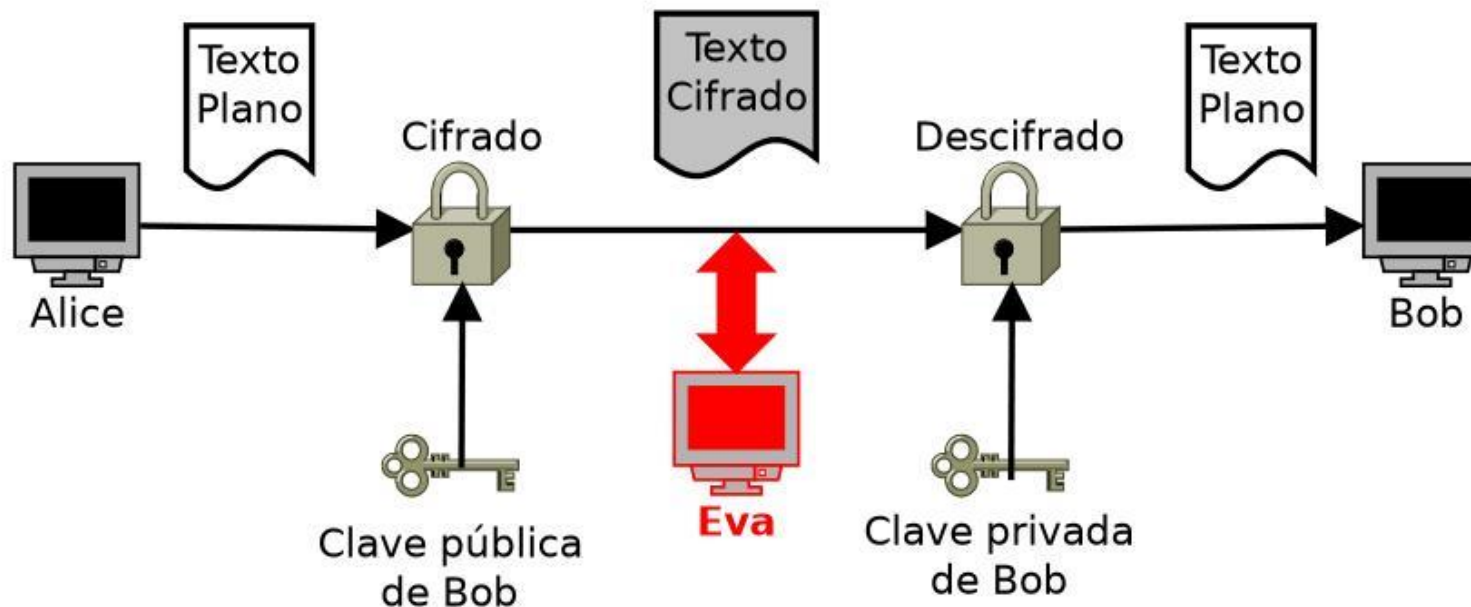 Texto
Plano
Texto
Cifrado
Texto
Plano
Cifrado
Descifrado
Alice
Bob
Eva
Clave pública
de Bob
Clave privada
de Bob